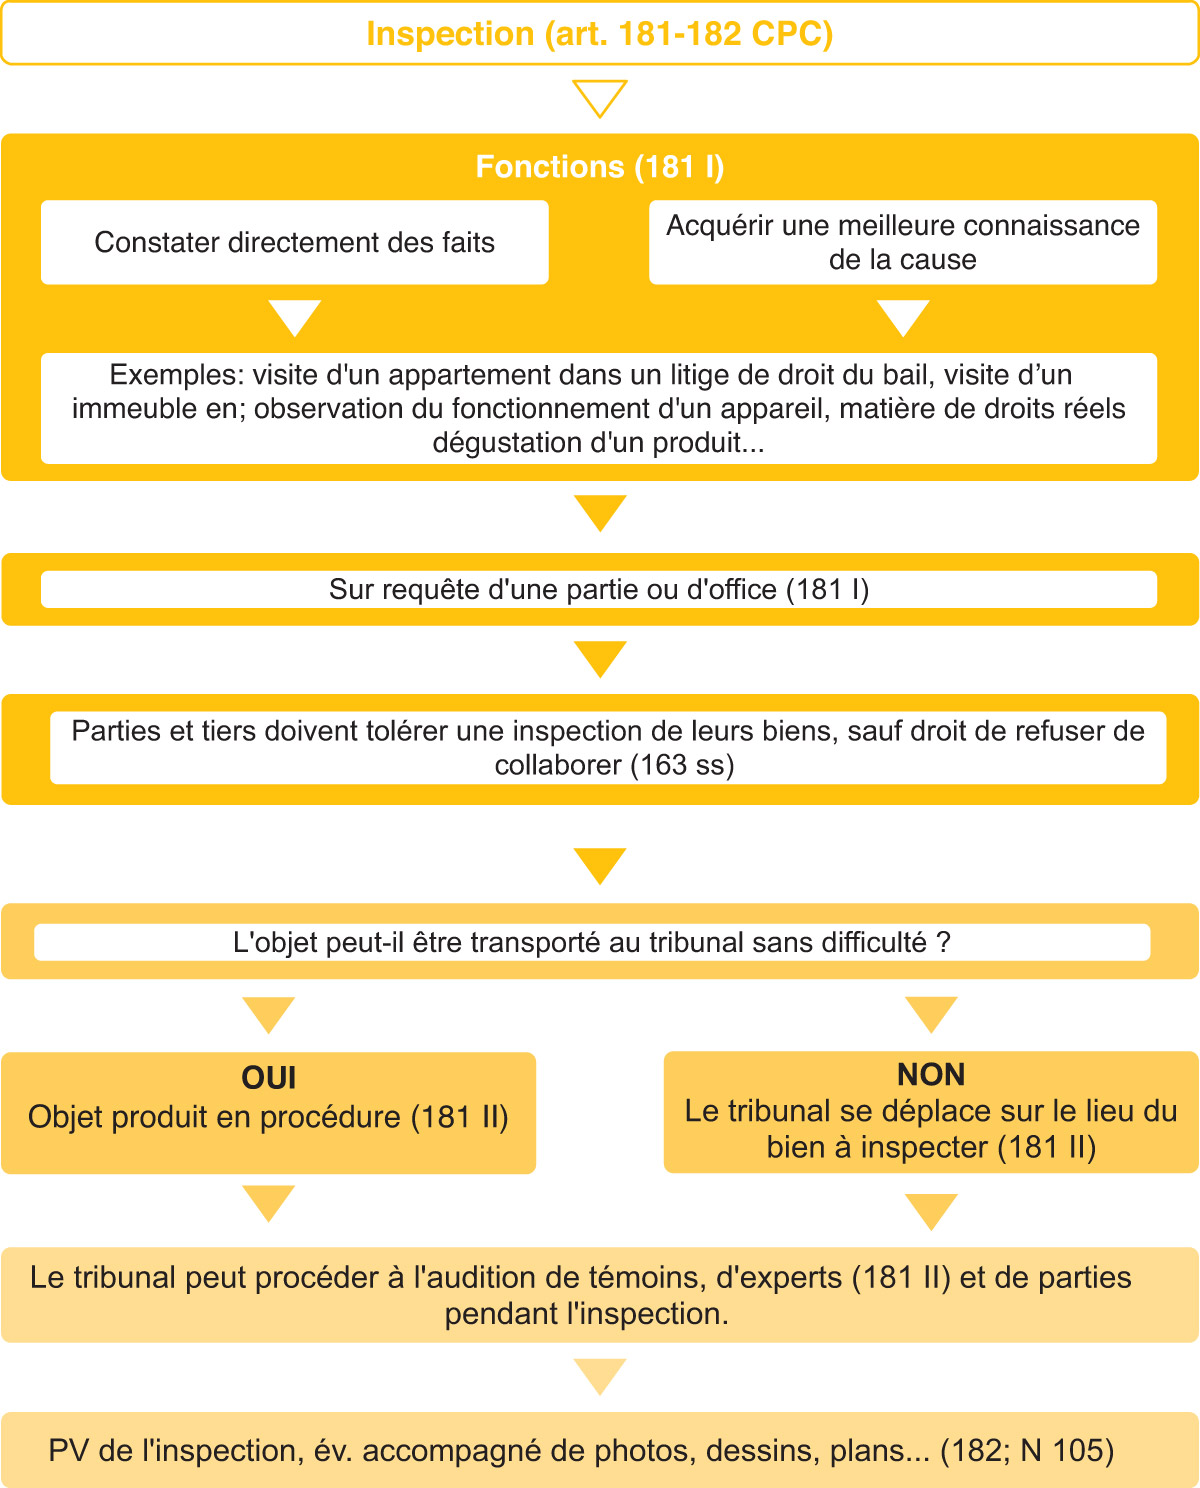 Inspection (art. 181-182 CPC)
Fonctions (181 I)
Constater directement des faits
Acquérir une meilleure connaissance
de la cause
Exemples: visite d'un appartement dans un litige de droit du bail, visite d’un
immeuble en; observation du fonctionnement d'un appareil, matière de droits réels
dégustation d'un produit...
Sur requête d'une partie ou d'office (181 I)
Parties et tiers doivent tolérer une inspection de leurs biens, sauf droit de refuser de
collaborer (163 ss)
L'objet peut-il être transporté au tribunal sans difficulté ?
OUI
Objet produit en procédure (181 II)
NON
Le tribunal se déplace sur le lieu du
bien à inspecter (181 II)
Le tribunal peut procéder à l'audition de témoins, d'experts (181 II) et de parties
pendant l'inspection.
PV de l'inspection, év. accompagné de photos, dessins, plans... (182; N 105)